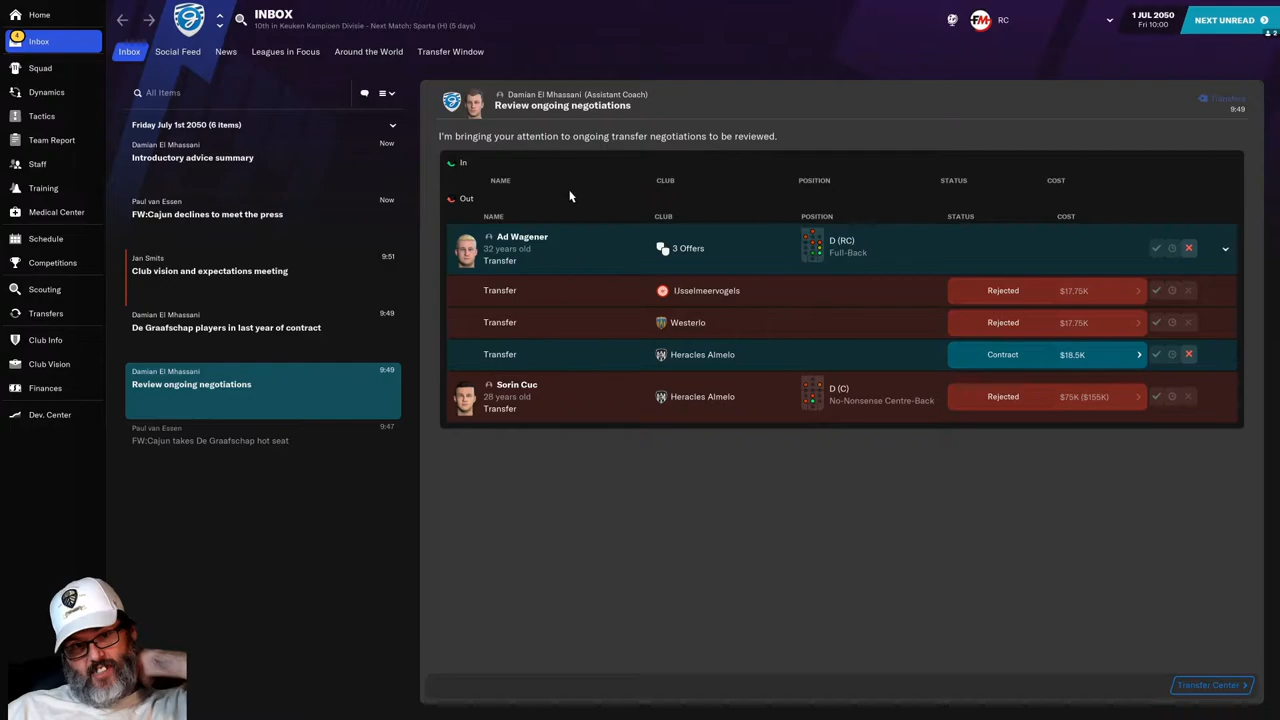 Home
INBOX
10th in Keuken Kampioen Divisie - Next Match: Sparta (H) (5 days)
FM
RC
1 JUL 2050
Fri 10:00
NEXT UNREAD
2
4
Inbox
Squad
Dynamics
Tactics
Team Report
Staff
Training
Medical Center
Schedule
Competitions
Scouting
Transfers
Club Info
Club Vision
Finances
Dev. Center
Inbox
Social Feed
News
Leagues in Focus
Around the World
Transfer Window
All Items
Friday July 1st 2050 (6 items)
Damian El Mhassani
Now
Introductory advice summary
Paul van Essen
Now
FW:Cajun declines to meet the press
Jan Smits
9:51
Club vision and expectations meeting
Damian El Mhassani
9:49
De Graafschap players in last year of contract
Damian El Mhassani
9:49
Review ongoing negotiations
Paul van Essen
9:47
FW:Cajun takes De Graafschap hot seat
Damian El Mhassani (Assistant Coach)
Review ongoing negotiations
Transfers
9:49
I'm bringing your attention to ongoing transfer negotiations to be reviewed.
In
NAME CLUB POSITION STATUS COST
Out
NAME CLUB POSITION STATUS COST
Ad Wagener
32 years old
Transfer
3 Offers
D (RC)
Full-Back
Transfer IJsselmeervogels Rejected $17.75K
Transfer Westerlo Rejected $17.75K
Transfer Heracles Almelo Contract $18.5K
Sorin Cuc
28 years old
Transfer
Heracles Almelo
D (C)
No-Nonsense Centre-Back
Rejected $75K ($155K)
Transfer Center